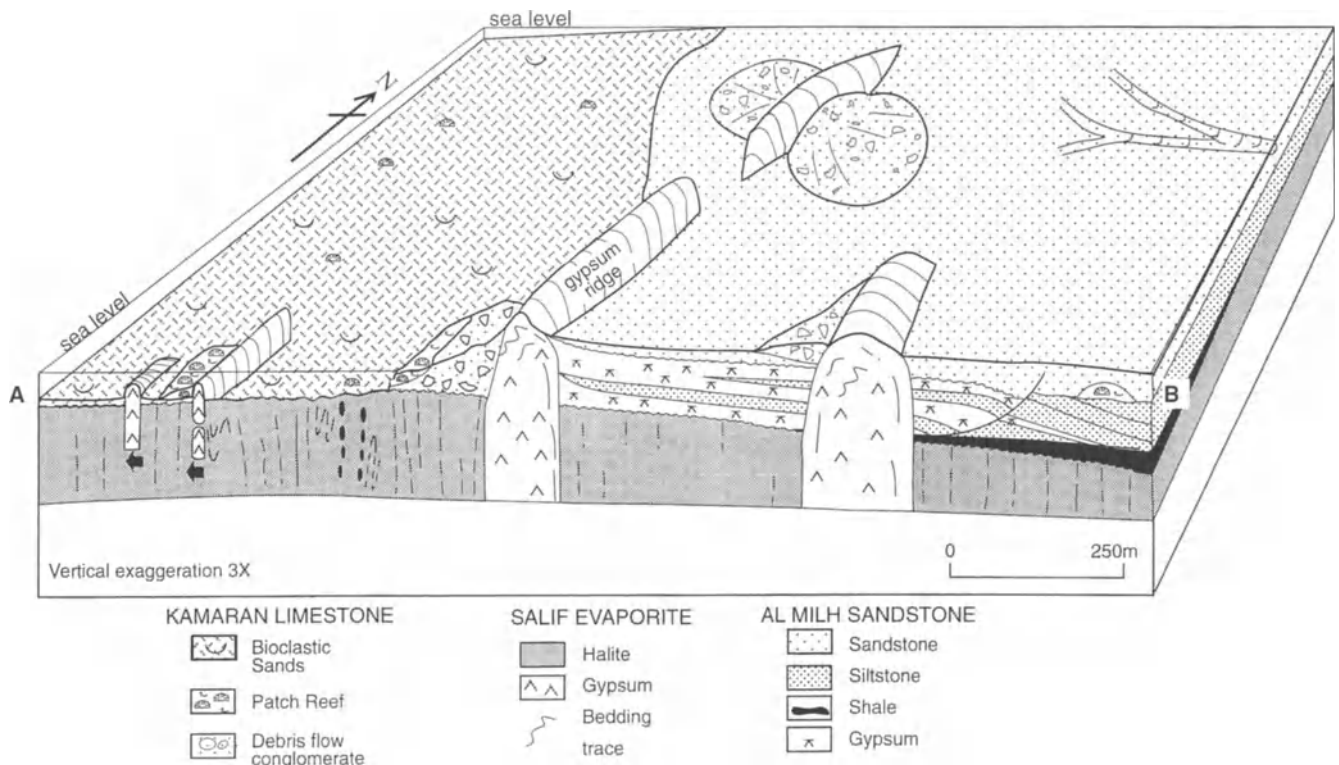 sea level
N
sea level
gypsum
ridge
A
B
0 250m
Vertical exaggeration 3X
KAMARAN LIMESTONE
Bioclastic
Sands
Patch Reef
Debris flow
conglomerate
SALIF EVAPORITE
Halite
Gypsum
Bedding
trace
AL MILH SANDSTONE
Sandstone
Siltstone
Shale
Gypsum